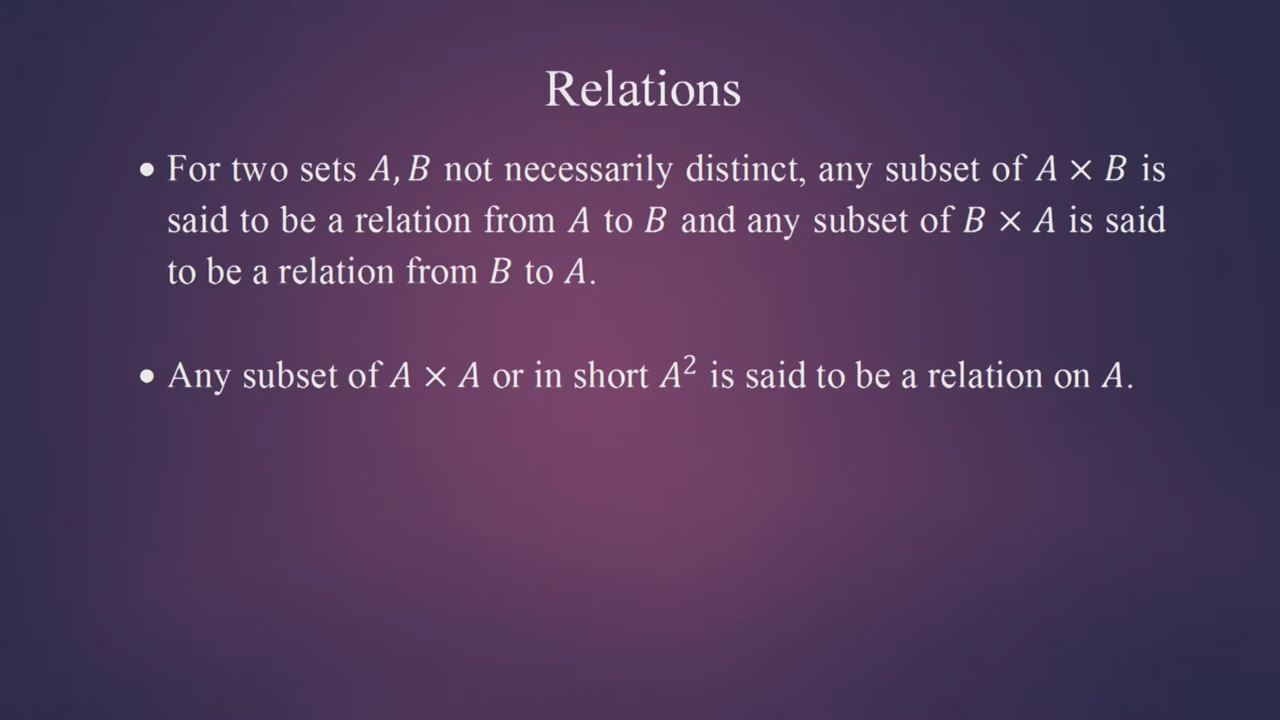 Relations
• For two sets A, B not necessarily distinct, any subset of A × B is
said to be a relation from A to B and any subset of B × A is said
to be a relation from B to A.
• Any subset of A × A or in short A² is said to be a relation on A.